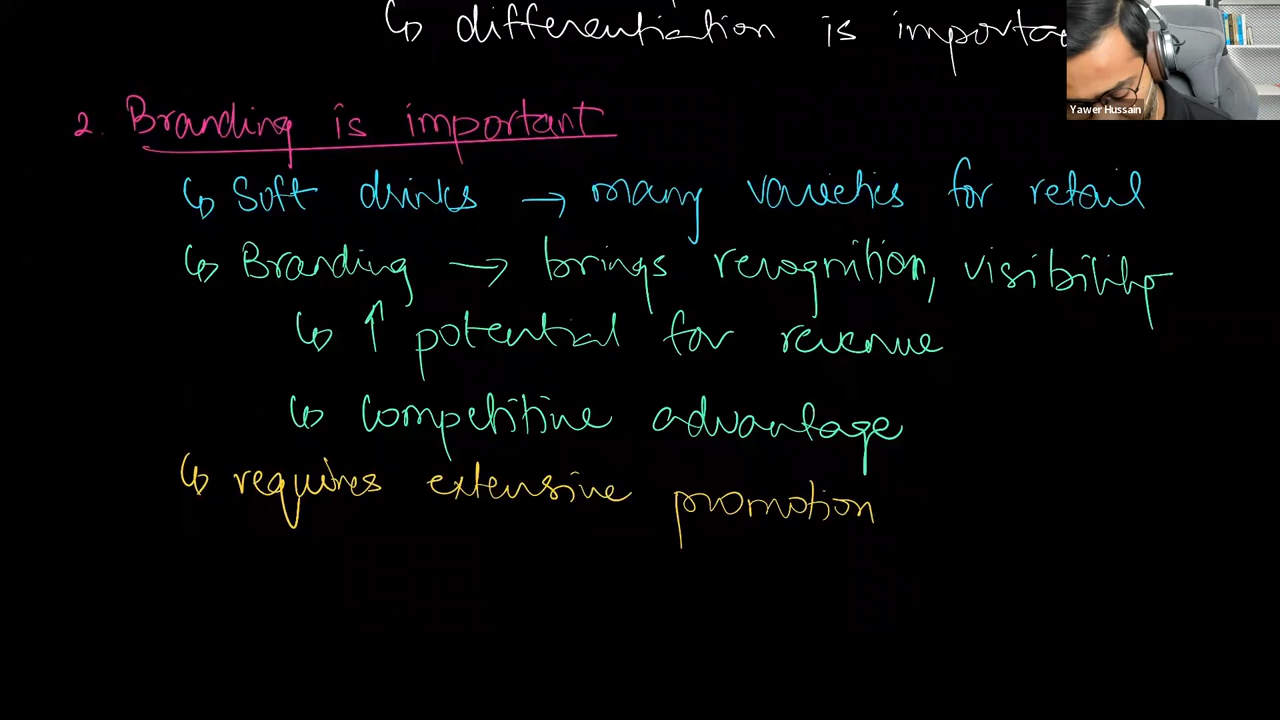 ↳ differentiation is importa
Yawer Hussain
2. Branding is important
↳ Soft drinks → many varieties for retail
↳ Branding → brings recognition, visibility
↳ ↑ potential for revenue
↳ Competitive advantage
↳ requires extensive promotion